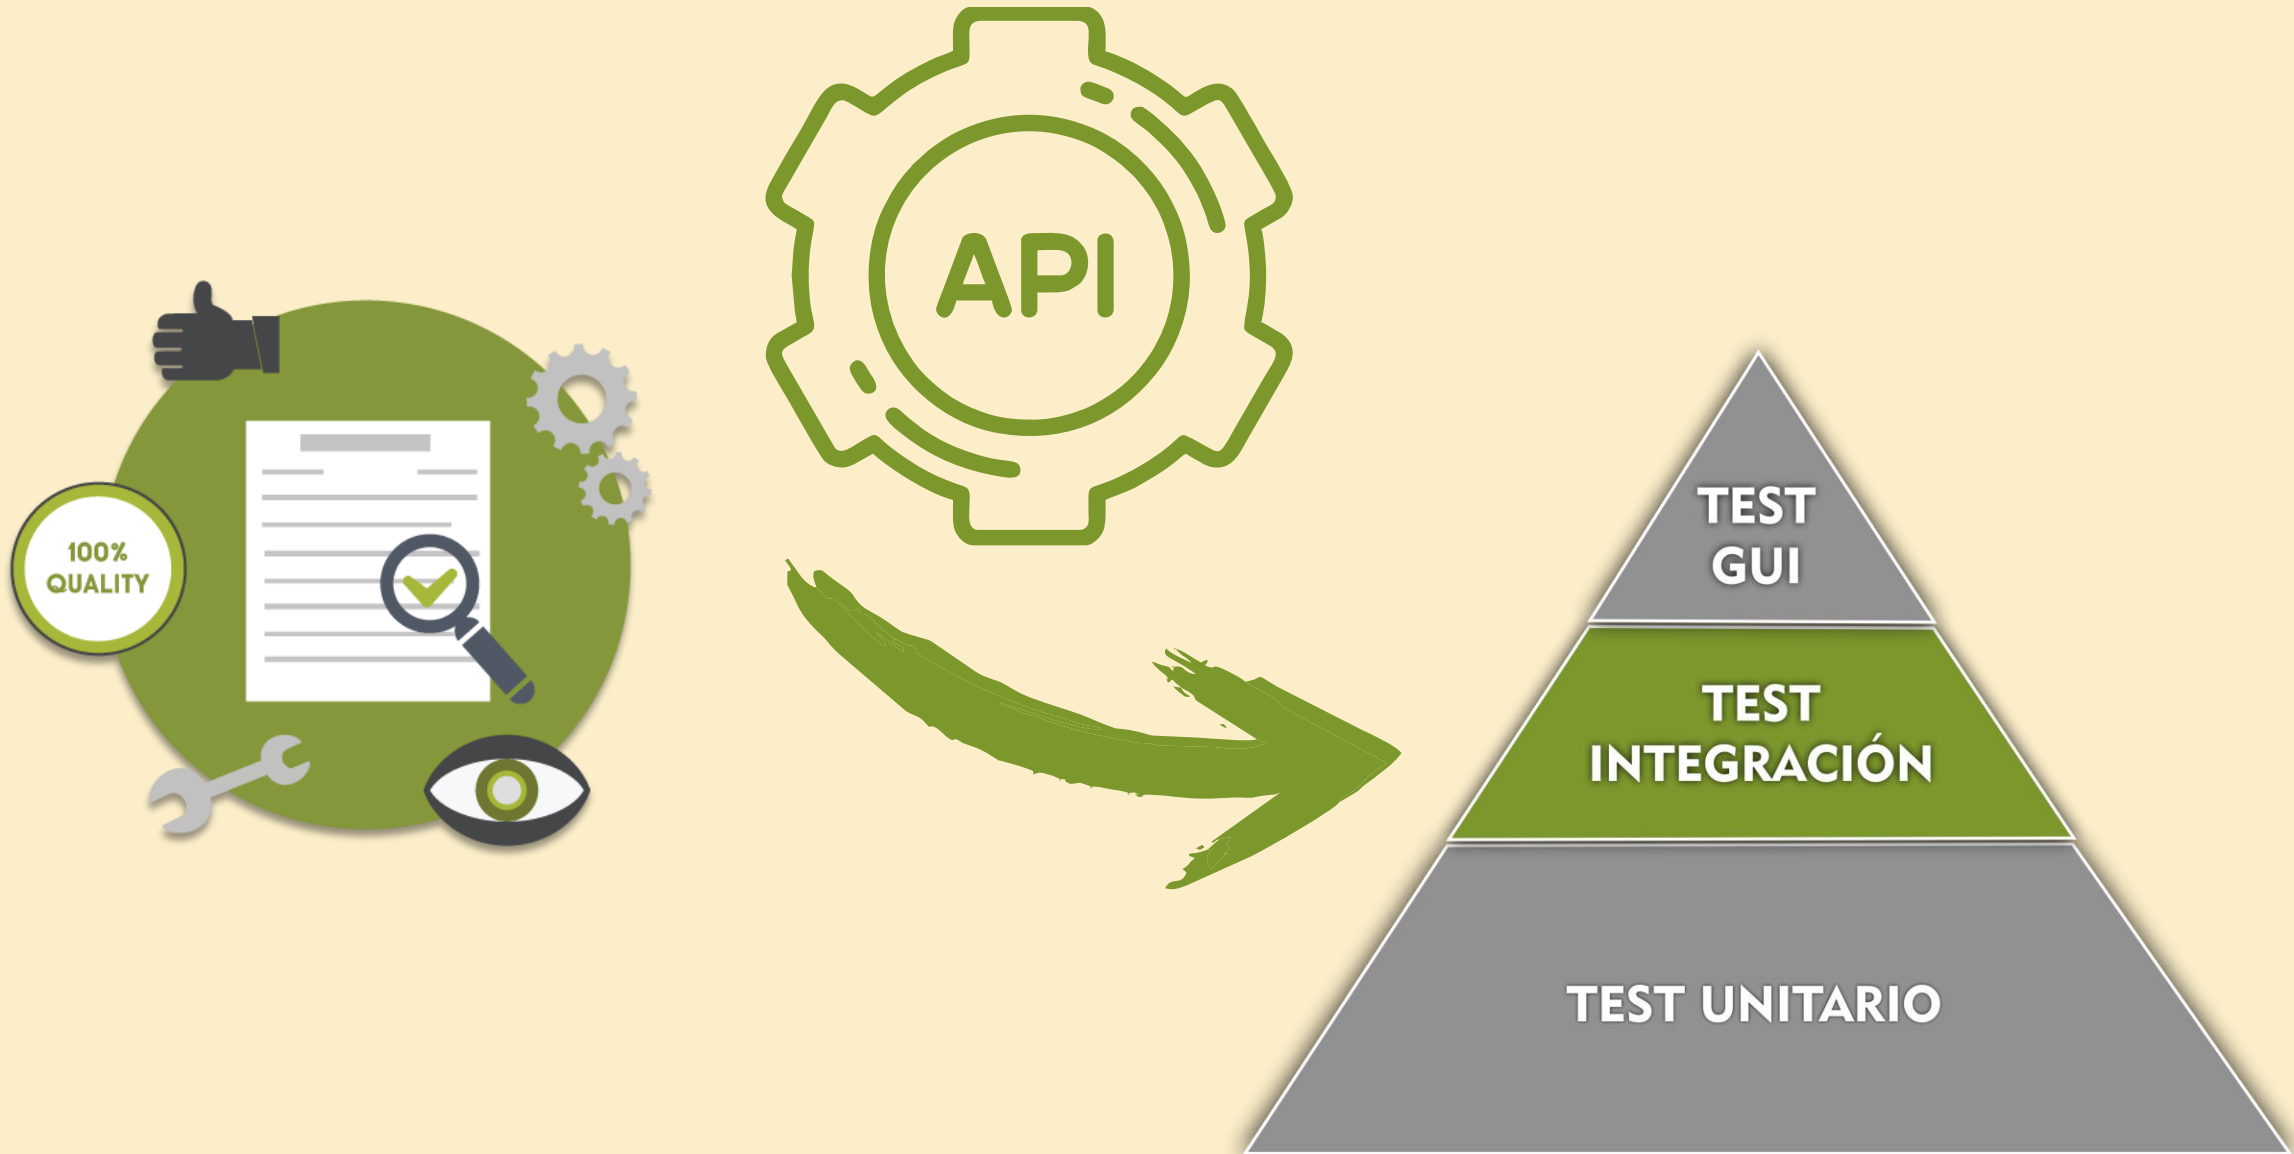 API
100%
QUALITY
TEST
GUI
TEST
INTEGRACIÓN
TEST UNITARIO